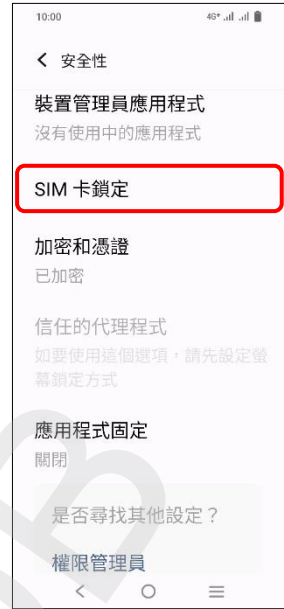 10:00
4G+
安全性
裝置管理員應用程式
沒有使用中的應用程式
SIM 卡鎖定
加密和憑證
已加密
信任的代理程式
如要使用這個選項，請先設定螢
幕鎖定方式
應用程式固定
關閉
是否尋找其他設定？
權限管理員